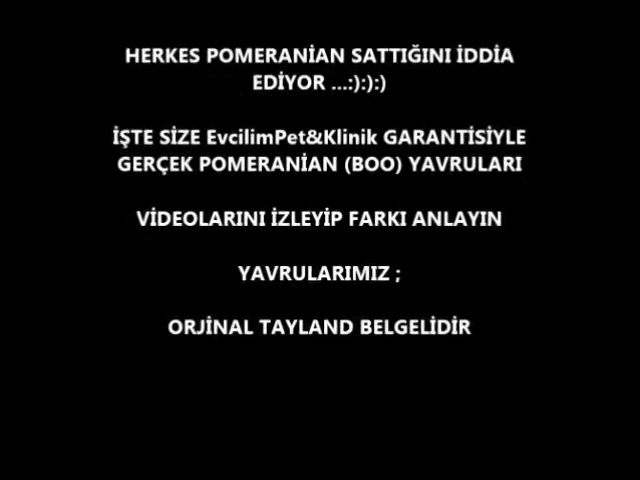 HERKES POMERANİAN SATTIĞINI İDDİA
EDİYOR ...:):):)
İŞTE SİZE EvcilimPet&Klinik GARANTİSİYLE
GERÇEK POMERANİAN (BOO) YAVRULARI
VİDEOLARINI İZLEYİP FARKI ANLAYIN
YAVRULARIMIZ ;
ORJİNAL TAYLAND BELGELİDİR